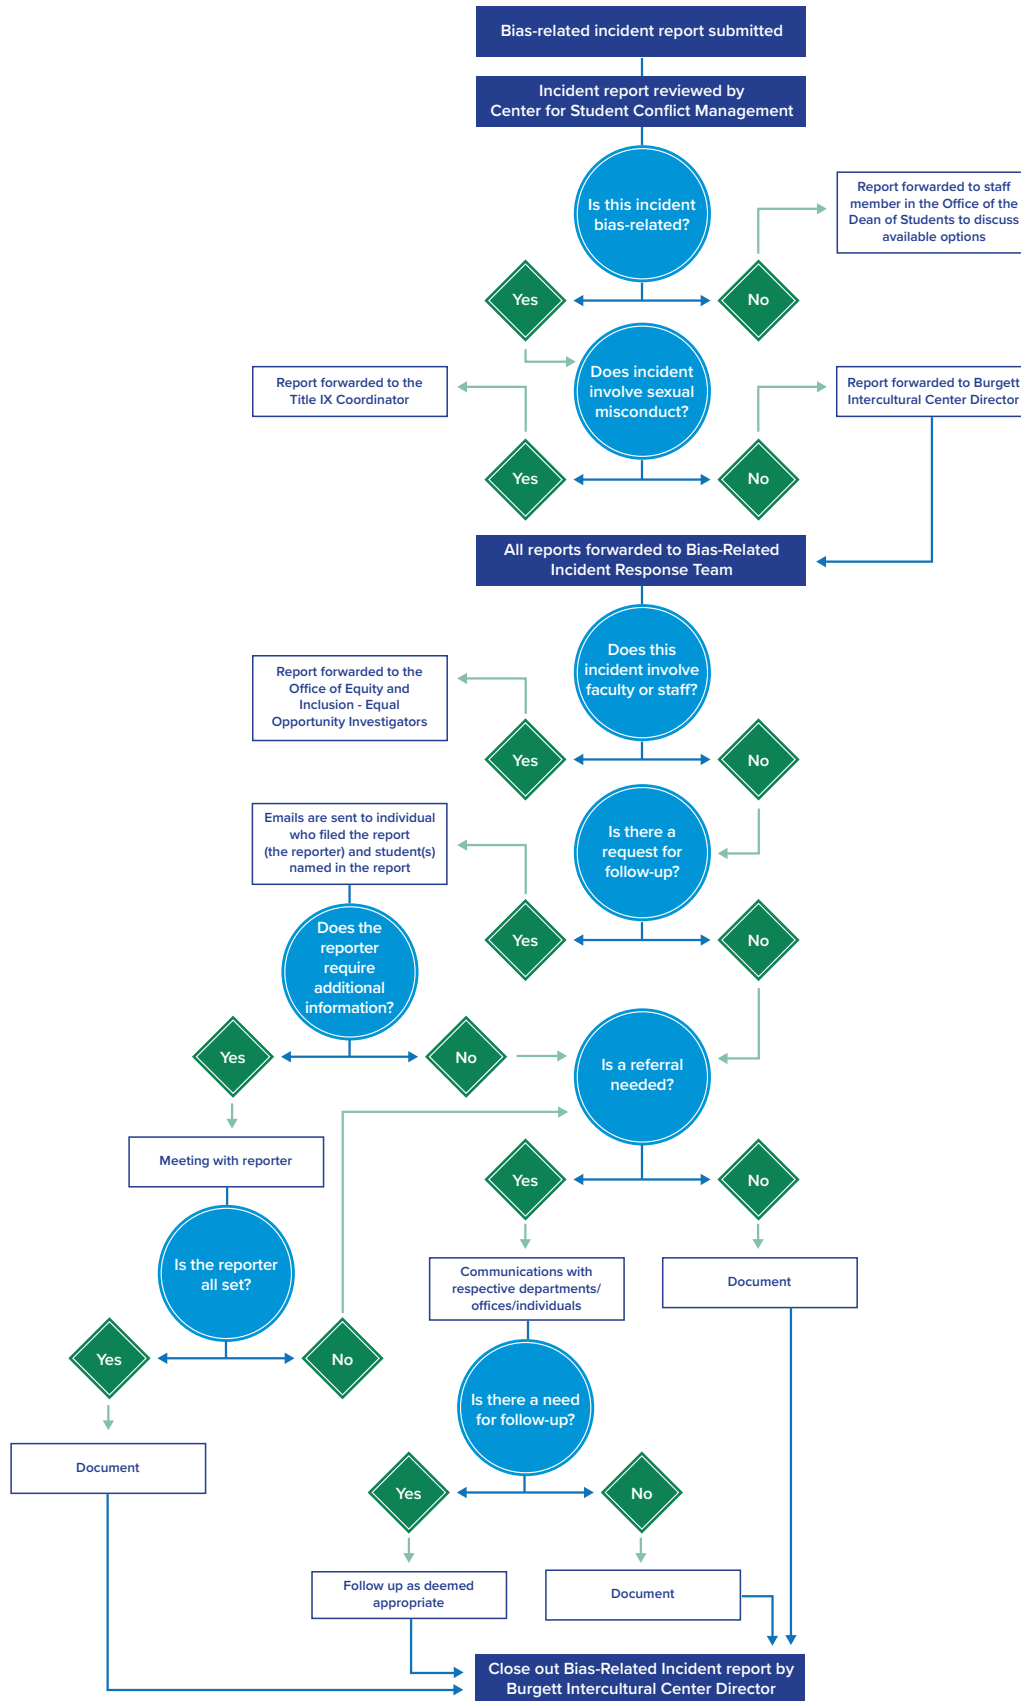 Bias-related incident report submitted
Incident report reviewed by
Center for Student Conflict Management
Is this incident
bias-related?
Report forwarded to staff
member in the Office of the
Dean of Students to discuss
available options
Yes
No
Does incident
involve sexual
misconduct?
Report forwarded to the
Title IX Coordinator
Report forwarded to Burgett
Intercultural Center Director
Yes
No
All reports forwarded to Bias-Related
Incident Response Team
Does this
incident involve
faculty or staff?
Report forwarded to the
Office of Equity and
Inclusion - Equal
Opportunity Investigators
Yes
No
Emails are sent to individual
who filed the report
(the reporter) and student(s)
named in the report
Is there a
request for
follow-up?
Yes
No
Does the
reporter
require
additional
information?
Yes
No
Is a referral
needed?
Meeting with reporter
Yes
No
Is the reporter
all set?
Communications with
respective departments/
offices/individuals
Document
Yes
No
Is there a need
for follow-up?
Document
Yes
No
Follow up as deemed
appropriate
Document
Close out Bias-Related Incident report by
Burgett Intercultural Center Director